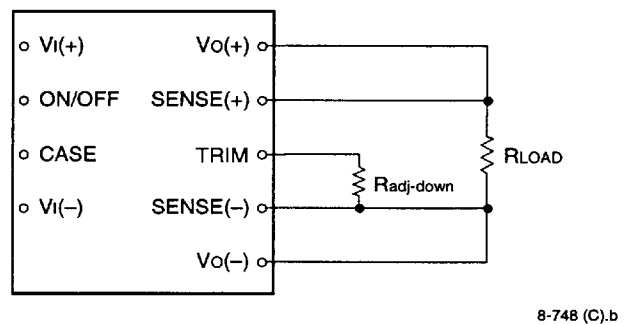 VI(+) VO(+)
ON/OFF SENSE(+)
CASE TRIM RLOAD
Radj-down
VI(–) SENSE(–)
VO(–)
8-748 (C).b